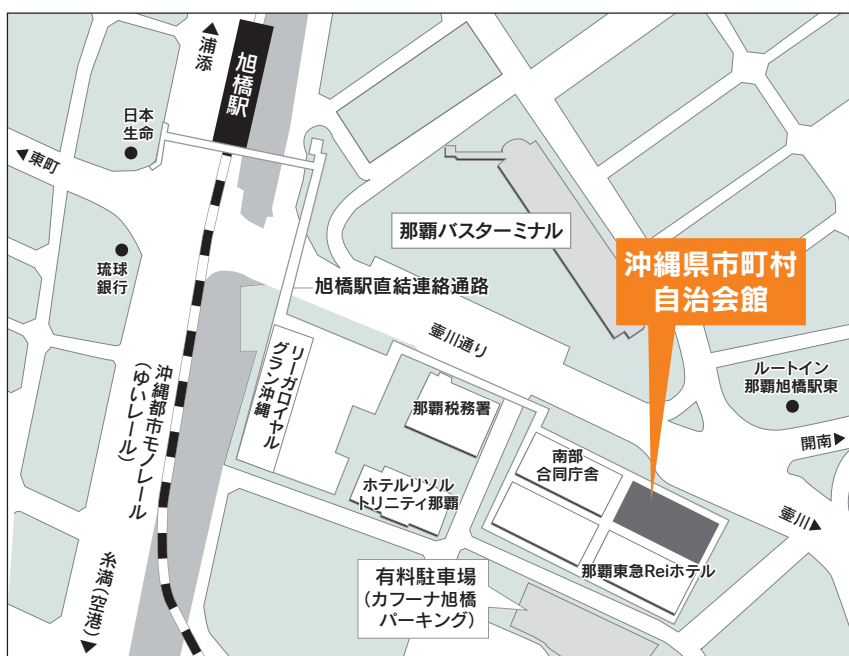 ▲浦添
旭橋駅
日本
生命
◀東町
琉球
銀行
那覇バスターミナル
沖縄県市町村
自治会館
旭橋駅直結連絡通路
壷川通り
リーガロイヤル
グラン沖縄
沖縄都市モノレール
(ゆいレール)
那覇税務署
ルートイン
那覇旭橋駅東
開南▶
南部
合同庁舎
ホテルリソル
トリニティ那覇
壷川▶
那覇東急Reiホテル
有料駐車場
(カフーナ旭橋
パーキング)
糸満(空港)▶